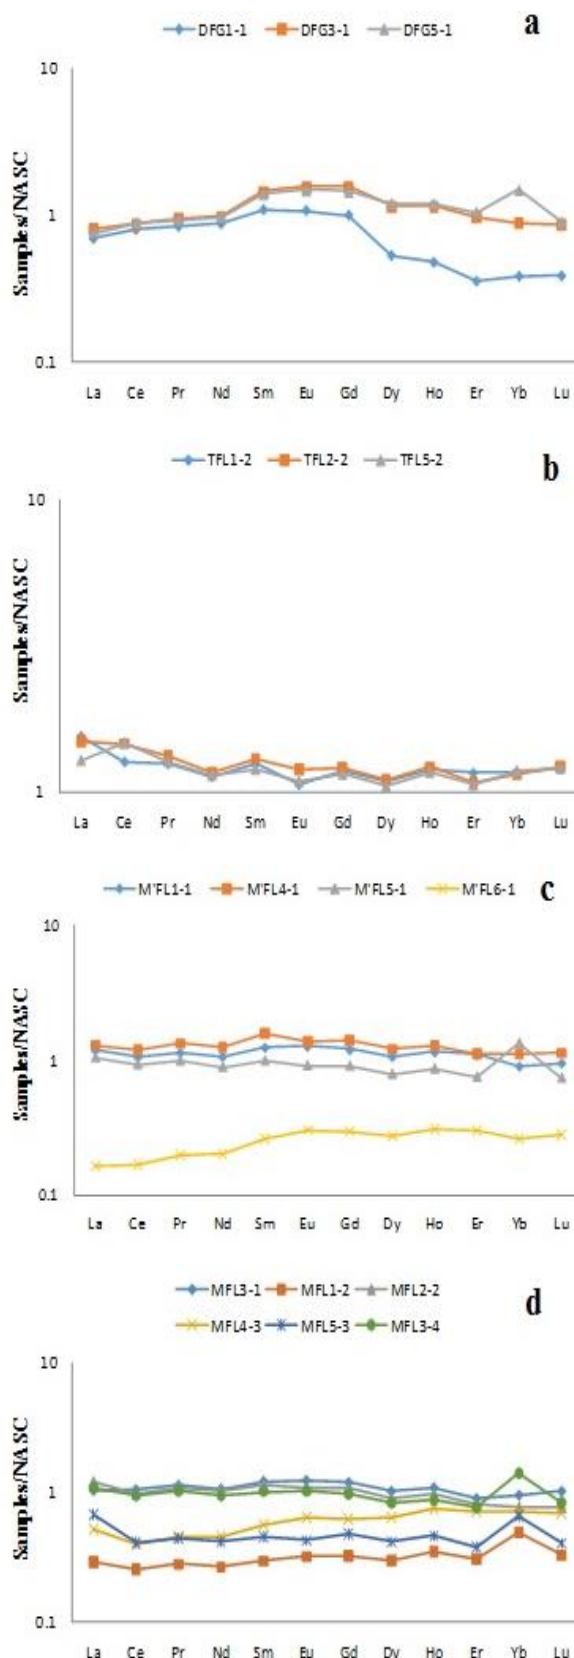 a
DFG1-1 DFG3-1 DFG5-1
10
1
0.1
Samples/NASC
La Ce Pr Nd Sm Eu Gd Dy Ho Er Yb Lu
TFL1-2 TFL2-2 TFL5-2
b
10
1
Samples/NASC
La Ce Pr Nd Sm Eu Gd Dy Ho Er Yb Lu
M'FL1-1 M'FL4-1 M'FL5-1 M'FL6-1
c
10
1
0.1
Samples/NASC
La Ce Pr Nd Sm Eu Gd Dy Ho Er Yb Lu
MFL3-1 MFL1-2 MFL2-2
d
MFL4-3 MFL5-3 MFL3-4
10
1
0.1
Samples/NASC
La Ce Pr Nd Sm Eu Gd Dy Ho Er Yb Lu